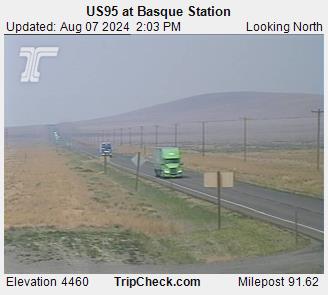 US95 at Basque Station
Updated: Aug 07 2024 2:03 PM Looking North
Elevation 4460 TripCheck.com Milepost 91.62